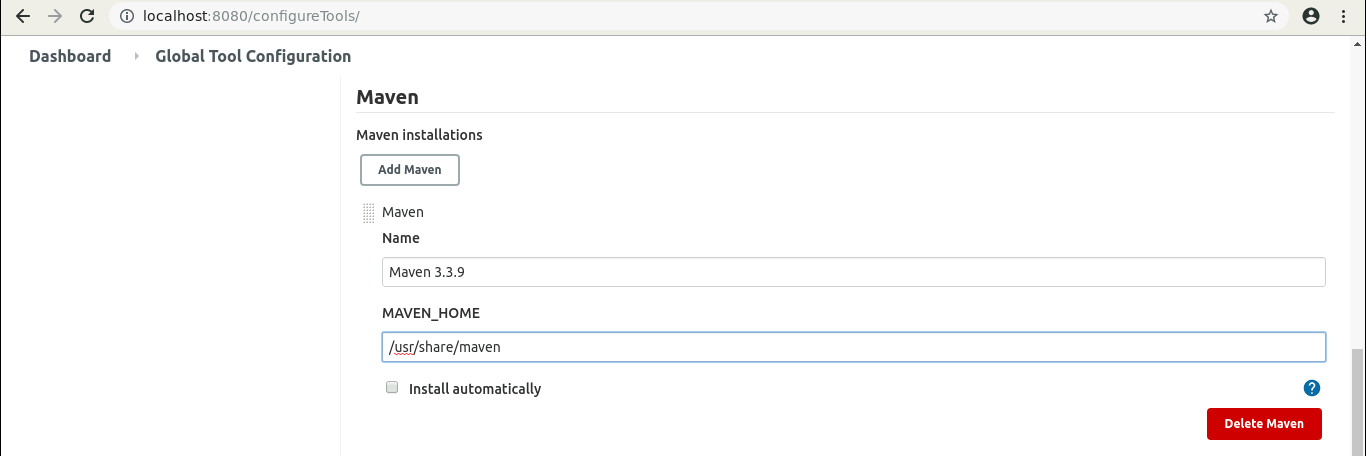 localhost:8080/configureTools/
Dashboard Global Tool Configuration
Maven
Maven installations
Add Maven
Maven
Name
Maven 3.3.9
MAVEN_HOME
/usr/share/maven
Install automatically
?
Delete Maven